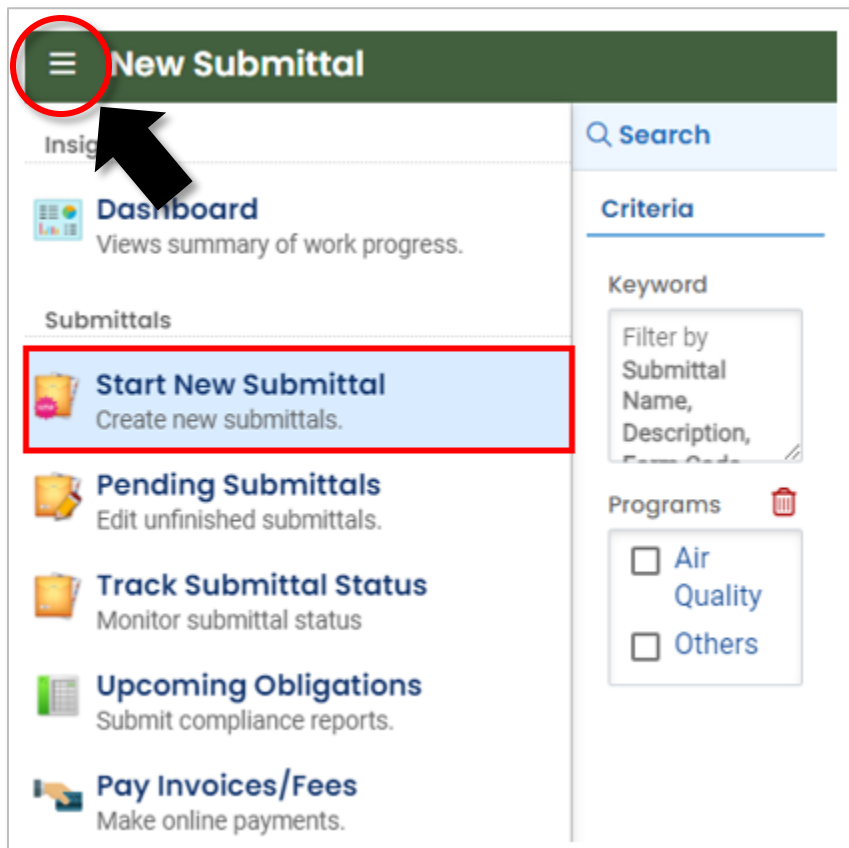 New Submittal
Search
Criteria
Dashboard
Views summary of work progress.
Submittals
Start New Submittal
Create new submittals.
Pending Submittals
Edit unfinished submittals.
Track Submittal Status
Monitor submittal status
Upcoming Obligations
Submit compliance reports.
Pay Invoices/Fees
Make online payments.
Keyword
Filter by
Submittal
Name,
Description,
Form Code
Programs
Air
Quality
Others